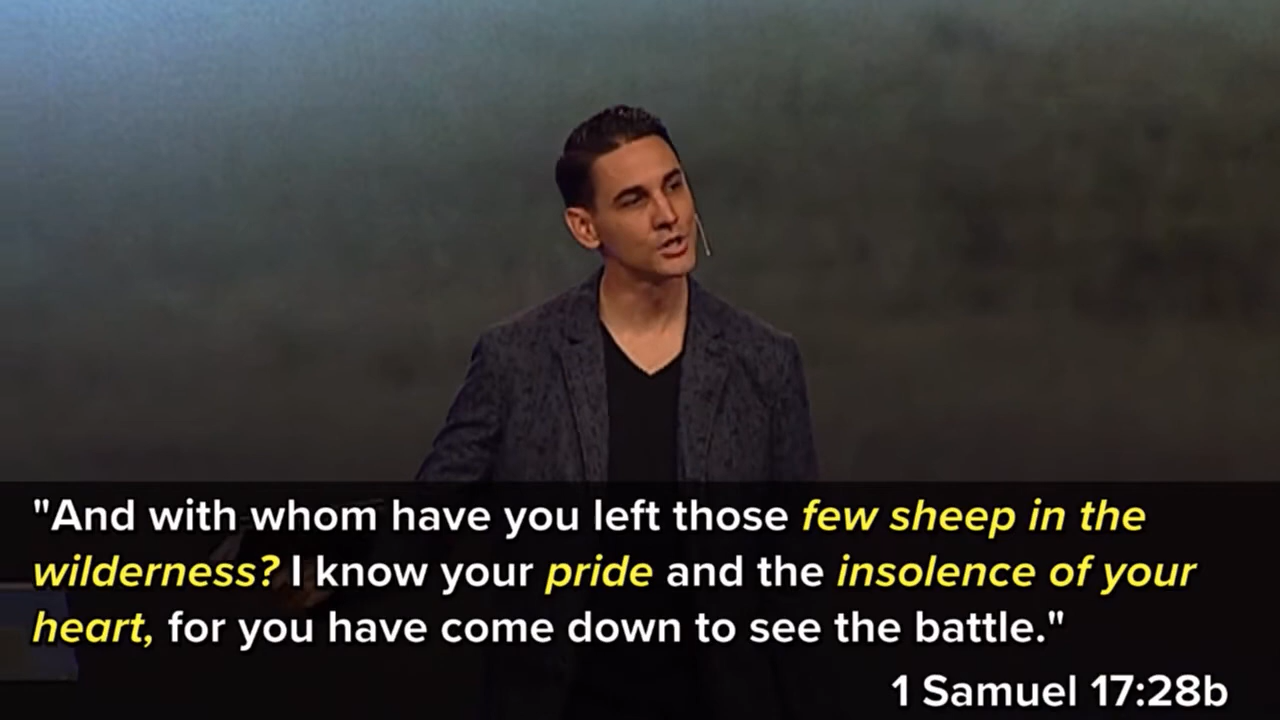 "And with whom have you left those few sheep in the
wilderness? I know your pride and the insolence of your
heart, for you have come down to see the battle."
1 Samuel 17:28b